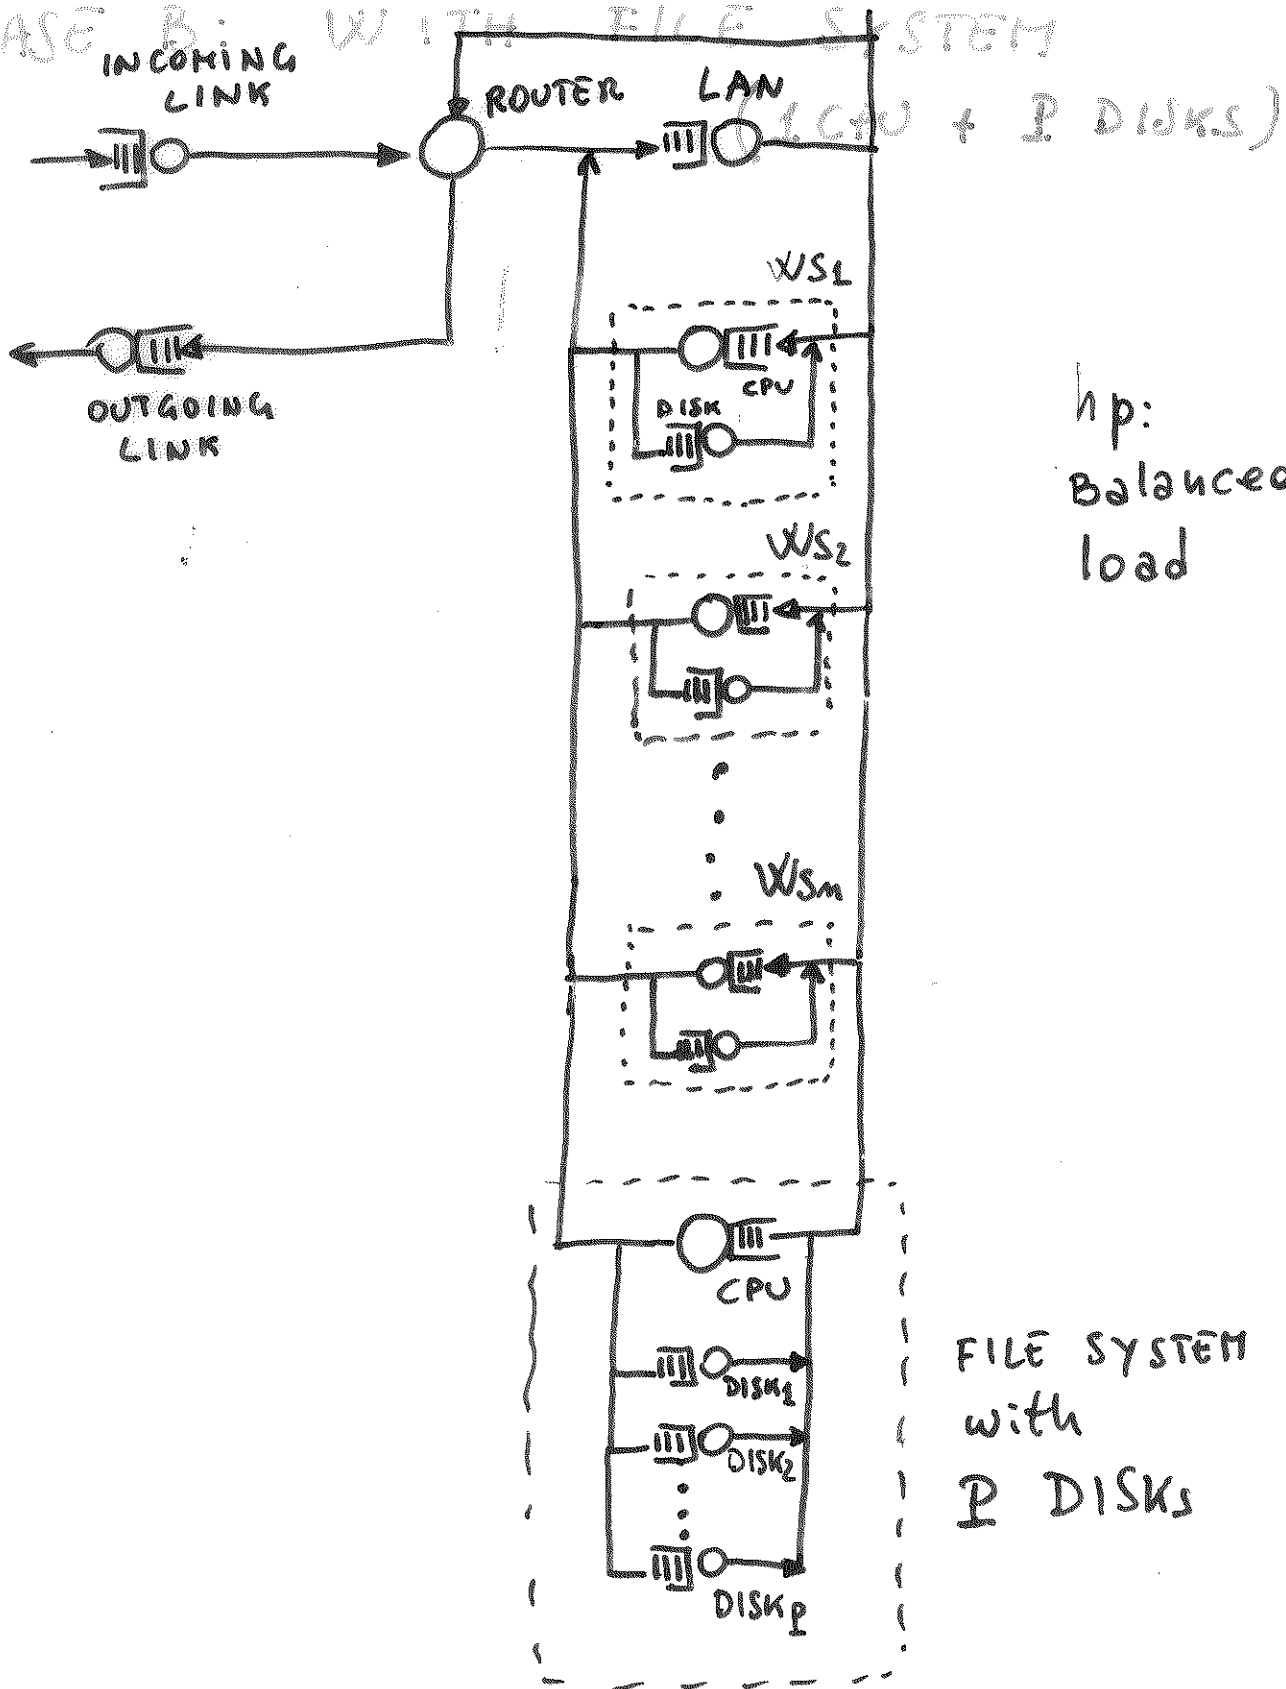 ASE B: WITH FILE SYSTEM
(1 CPU + P DISKS)
INCOMING
LINK
ROUTER
LAN
OUTGOING
LINK
WS1
CPU
DISK
hp:
Balanced
load
WS2
WSm
CPU
DISK1
DISK2
DISKP
FILE SYSTEM
with
P DISKs